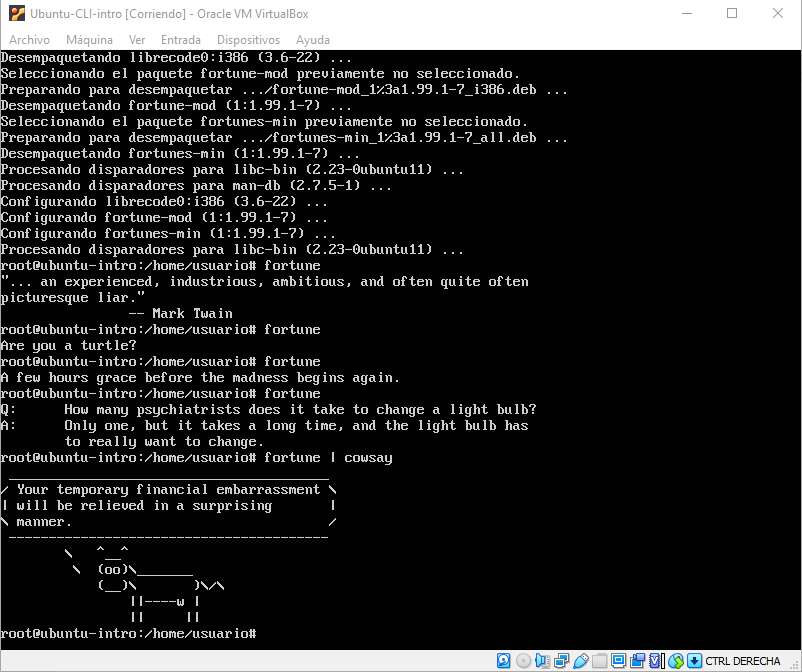 Ubuntu-CLI-intro [Corriendo] - Oracle VM VirtualBox
Archivo Máquina Ver Entrada Dispositivos Ayuda
Desempaquetando librecode0:i386 (3.6-22) ...
Seleccionando el paquete fortune-mod previamente no seleccionado.
Preparando para desempaquetar .../fortune-mod_1%3a1.99.1-7_i386.deb ...
Desempaquetando fortune-mod (1:1.99.1-7) ...
Seleccionando el paquete fortunes-min previamente no seleccionado.
Preparando para desempaquetar .../fortunes-min_1%3a1.99.1-7_all.deb ...
Desempaquetando fortunes-min (1:1.99.1-7) ...
Procesando disparadores para libc-bin (2.23-0ubuntu11) ...
Procesando disparadores para man-db (2.7.5-1) ...
Configurando librecode0:i386 (3.6-22) ...
Configurando fortune-mod (1:1.99.1-7) ...
Configurando fortunes-min (1:1.99.1-7) ...
Procesando disparadores para libc-bin (2.23-0ubuntu11) ...
root@ubuntu-intro:/home/usuario# fortune
"... an experienced, industrious, ambitious, and often quite often
picturesque liar."
                -- Mark Twain
root@ubuntu-intro:/home/usuario# fortune
Are you a turtle?
root@ubuntu-intro:/home/usuario# fortune
A few hours grace before the madness begins again.
root@ubuntu-intro:/home/usuario# fortune
Q:      How many psychiatrists does it take to change a light bulb?
A:      Only one, but it takes a long time, and the light bulb has
        to really want to change.
root@ubuntu-intro:/home/usuario# fortune | cowsay
 ________________________________________
/ Your temporary financial embarrassment \
| will be relieved in a surprising       |
\ manner.                                /
 ----------------------------------------
        \   ^__^
         \  (oo)\_______
            (__)\       )\/\
                ||----w |
                ||     ||
root@ubuntu-intro:/home/usuario#
CTRL DERECHA